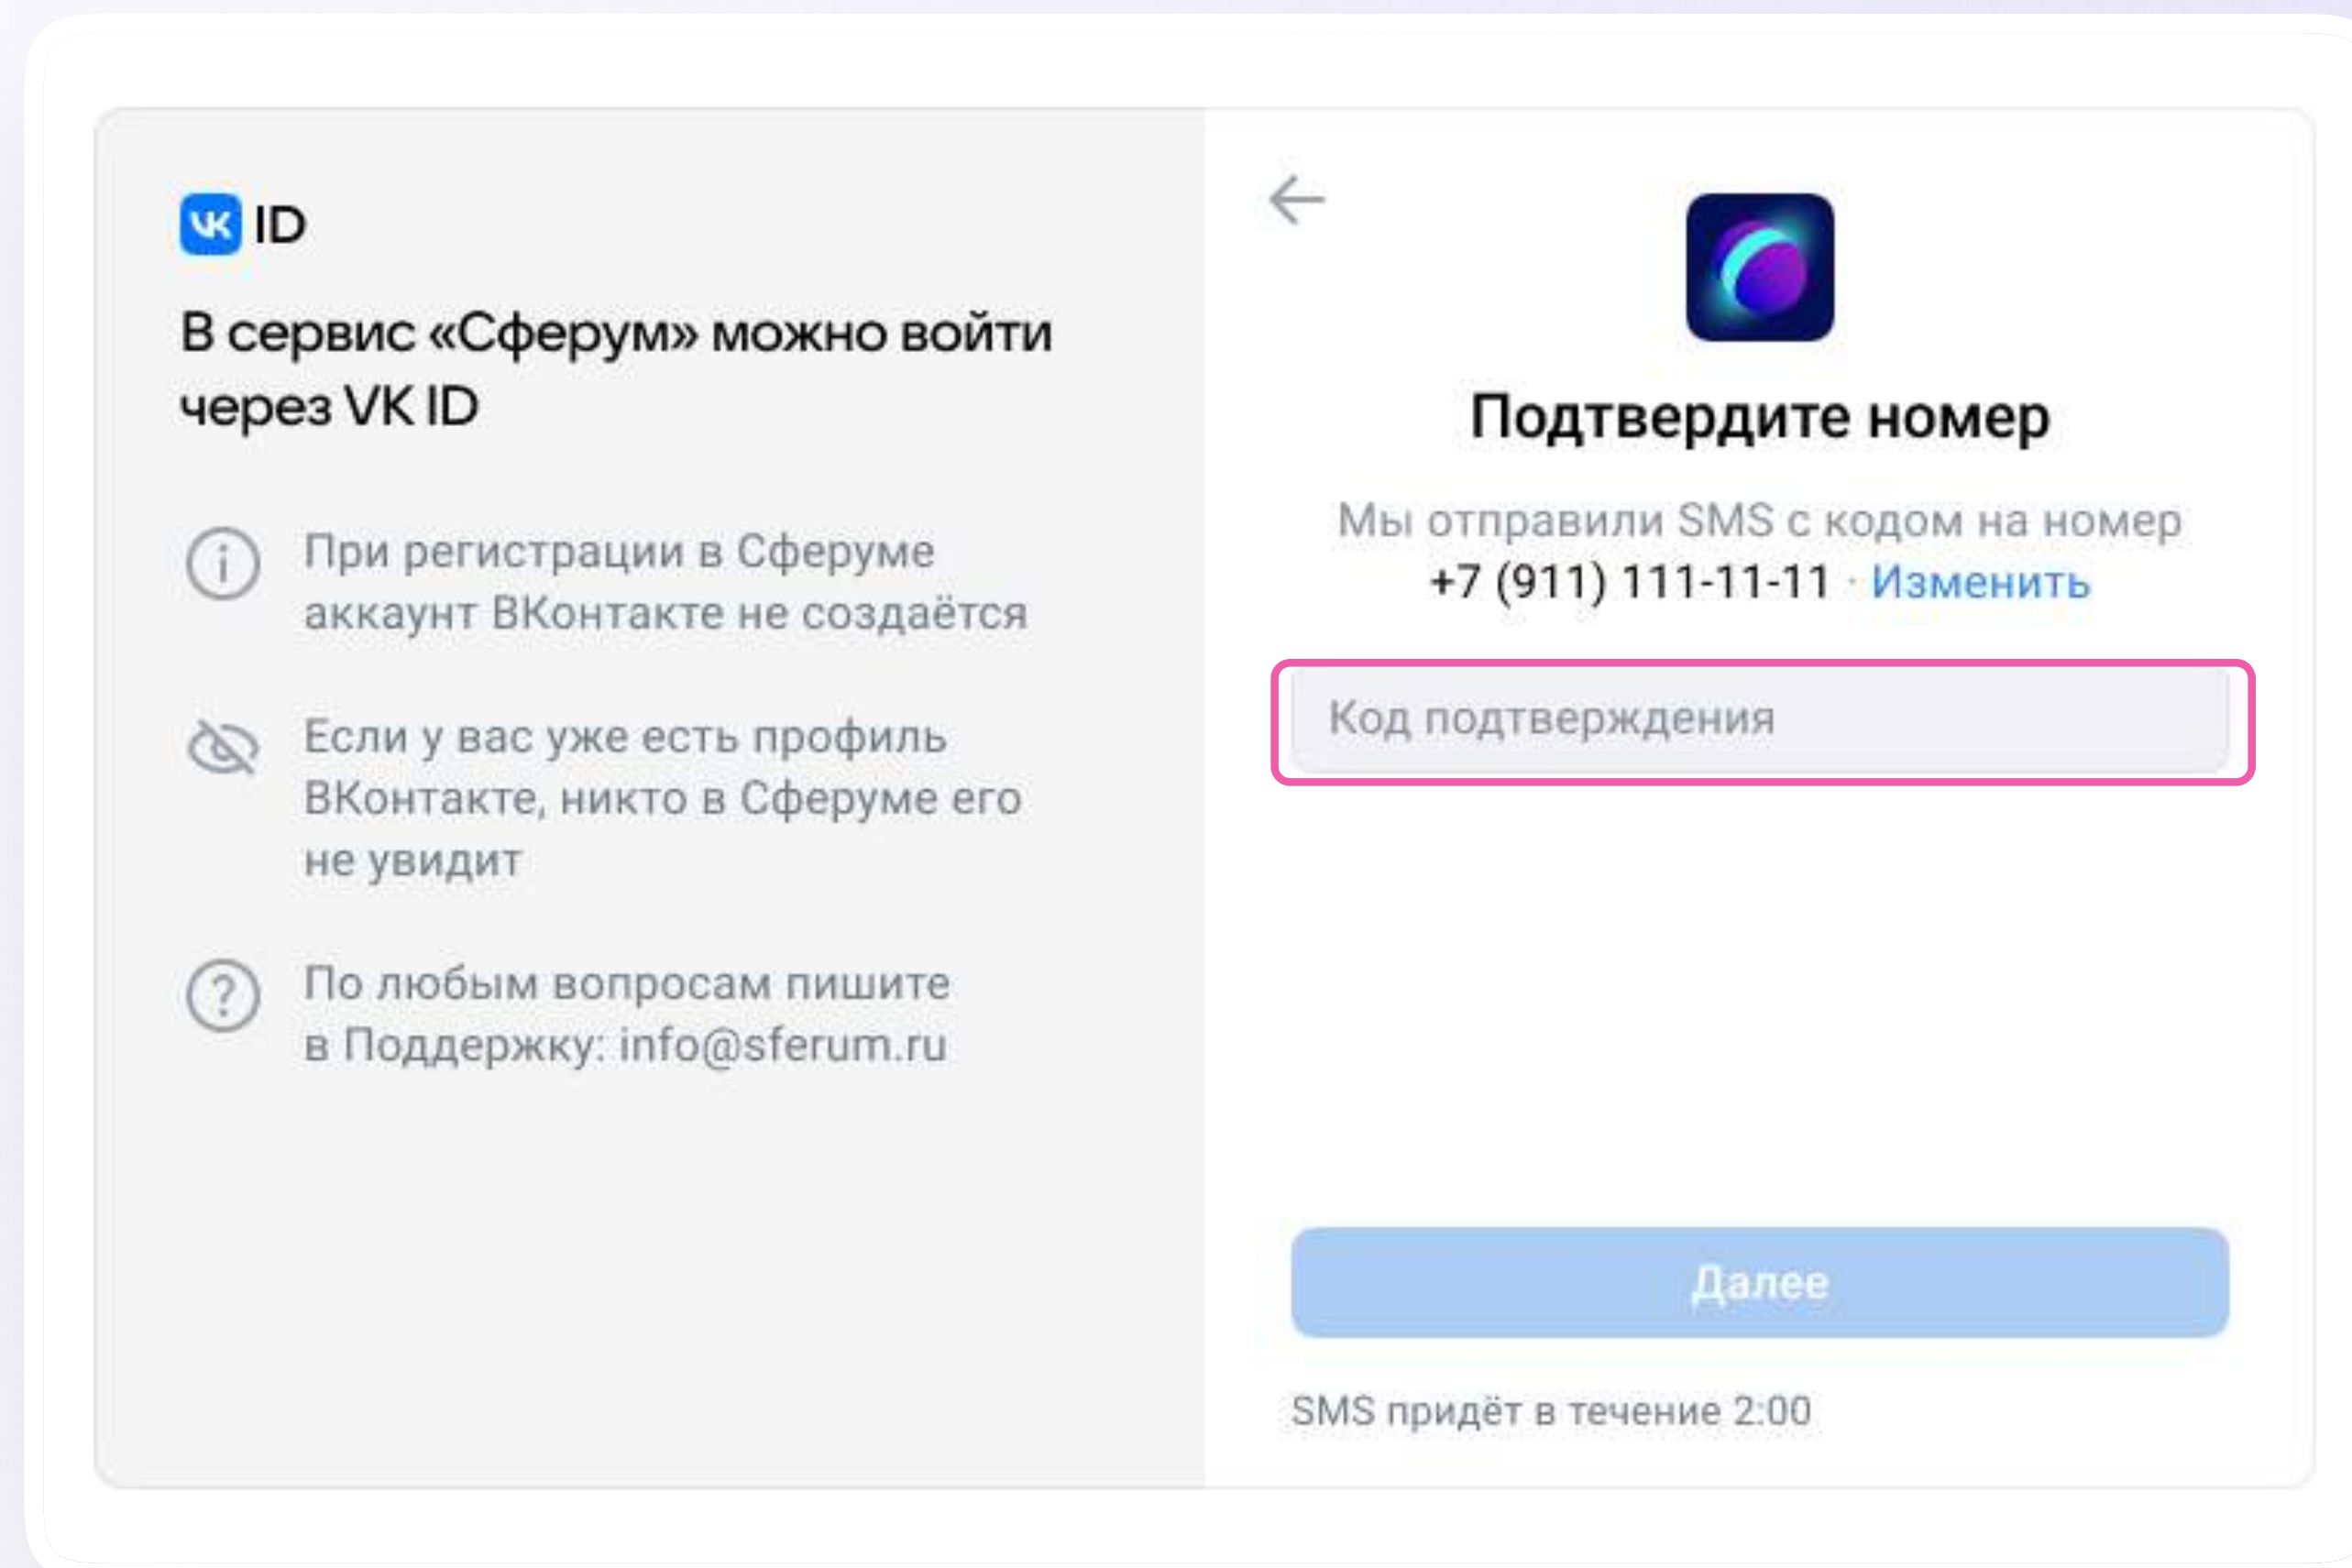 VK ID
В сервис «Сферум» можно войти
через VK ID
При регистрации в Сферуме
аккаунт ВКонтакте не создаётся
Если у вас уже есть профиль
ВКонтакте, никто в Сферуме его
не увидит
По любым вопросам пишите
в Поддержку: info@sferum.ru
Подтвердите номер
Мы отправили SMS с кодом на номер
+7 (911) 111-11-11 · Изменить
Код подтверждения
Далее
SMS придёт в течение 2:00